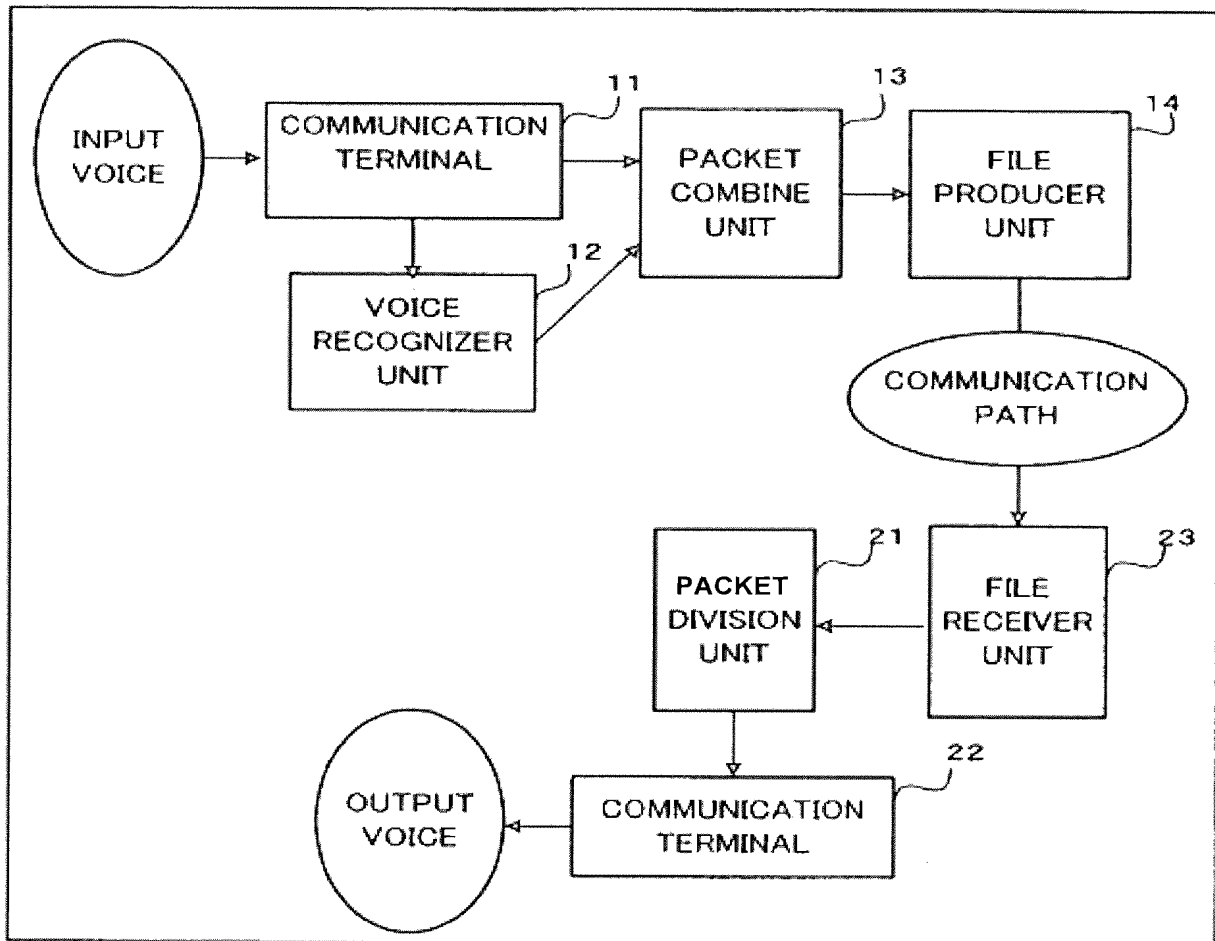 11
13
14
INPUT
VOICE
COMMUNICATION
TERMINAL
PACKET
COMBINE
UNIT
FILE
PRODUCER
UNIT
12
VOICE
RECOGNIZER
UNIT
COMMUNICATION
PATH
21
23
PACKET
DIVISION
UNIT
FILE
RECEIVER
UNIT
22
OUTPUT
VOICE
COMMUNICATION
TERMINAL